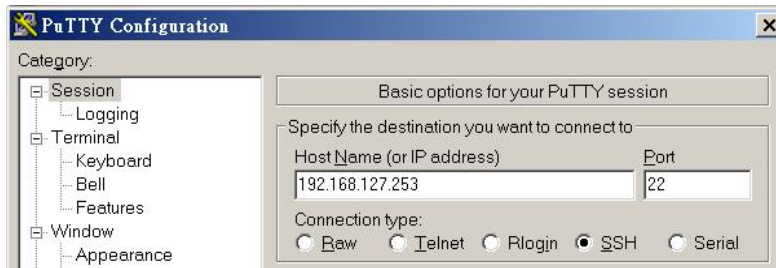 PuTTY Configuration
Category:
Session
Logging
Terminal
Keyboard
Bell
Features
Window
Appearance
Basic options for your PuTTY session
Specify the destination you want to connect to
Host Name (or IP address) Port
192.168.127.253 22
Connection type:
Raw Telnet Rlogin SSH Serial